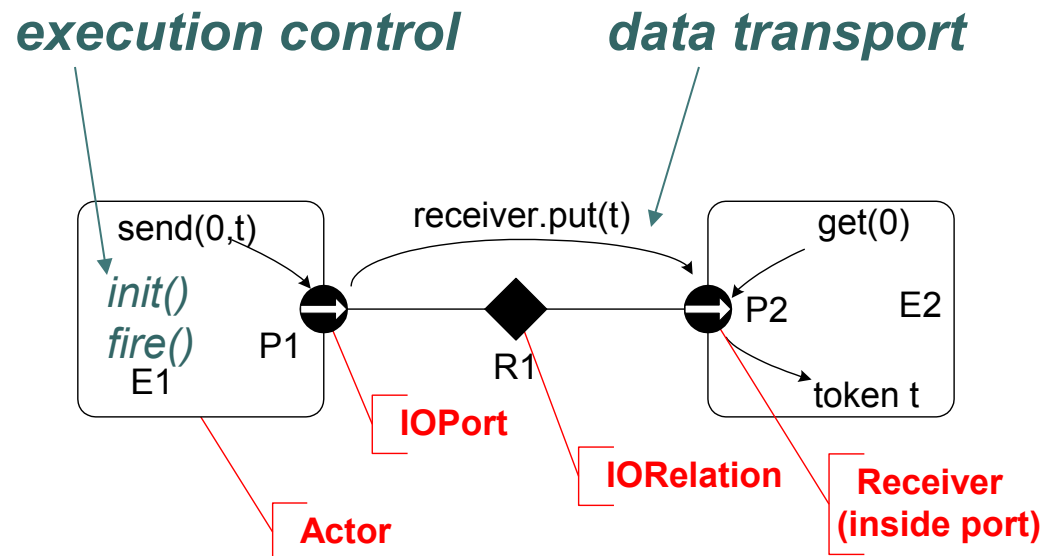 execution control
data transport
send(0,t)
receiver.put(t)
get(0)
init()
fire()
P1
E1
R1
P2
E2
token t
IOPort
IORelation
Receiver
(inside port)
Actor